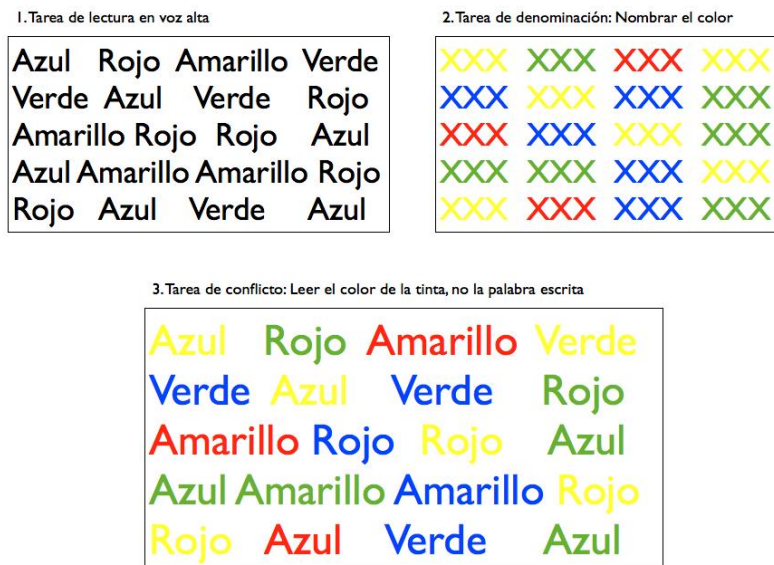 1. Tarea de lectura en voz alta
Azul Rojo Amarillo Verde
Verde Azul Verde Rojo
Amarillo Rojo Rojo Azul
Azul Amarillo Amarillo Rojo
Rojo Azul Verde Azul
2. Tarea de denominación: Nombrar el color
XXX XXX XXX XXX
XXX XXX XXX XXX
XXX XXX XXX XXX
XXX XXX XXX XXX
XXX XXX XXX XXX
3. Tarea de conflicto: Leer el color de la tinta, no la palabra escrita
Azul Rojo Amarillo Verde
Verde Azul Verde Rojo
Amarillo Rojo Rojo Azul
Azul Amarillo Amarillo Rojo
Rojo Azul Verde Azul